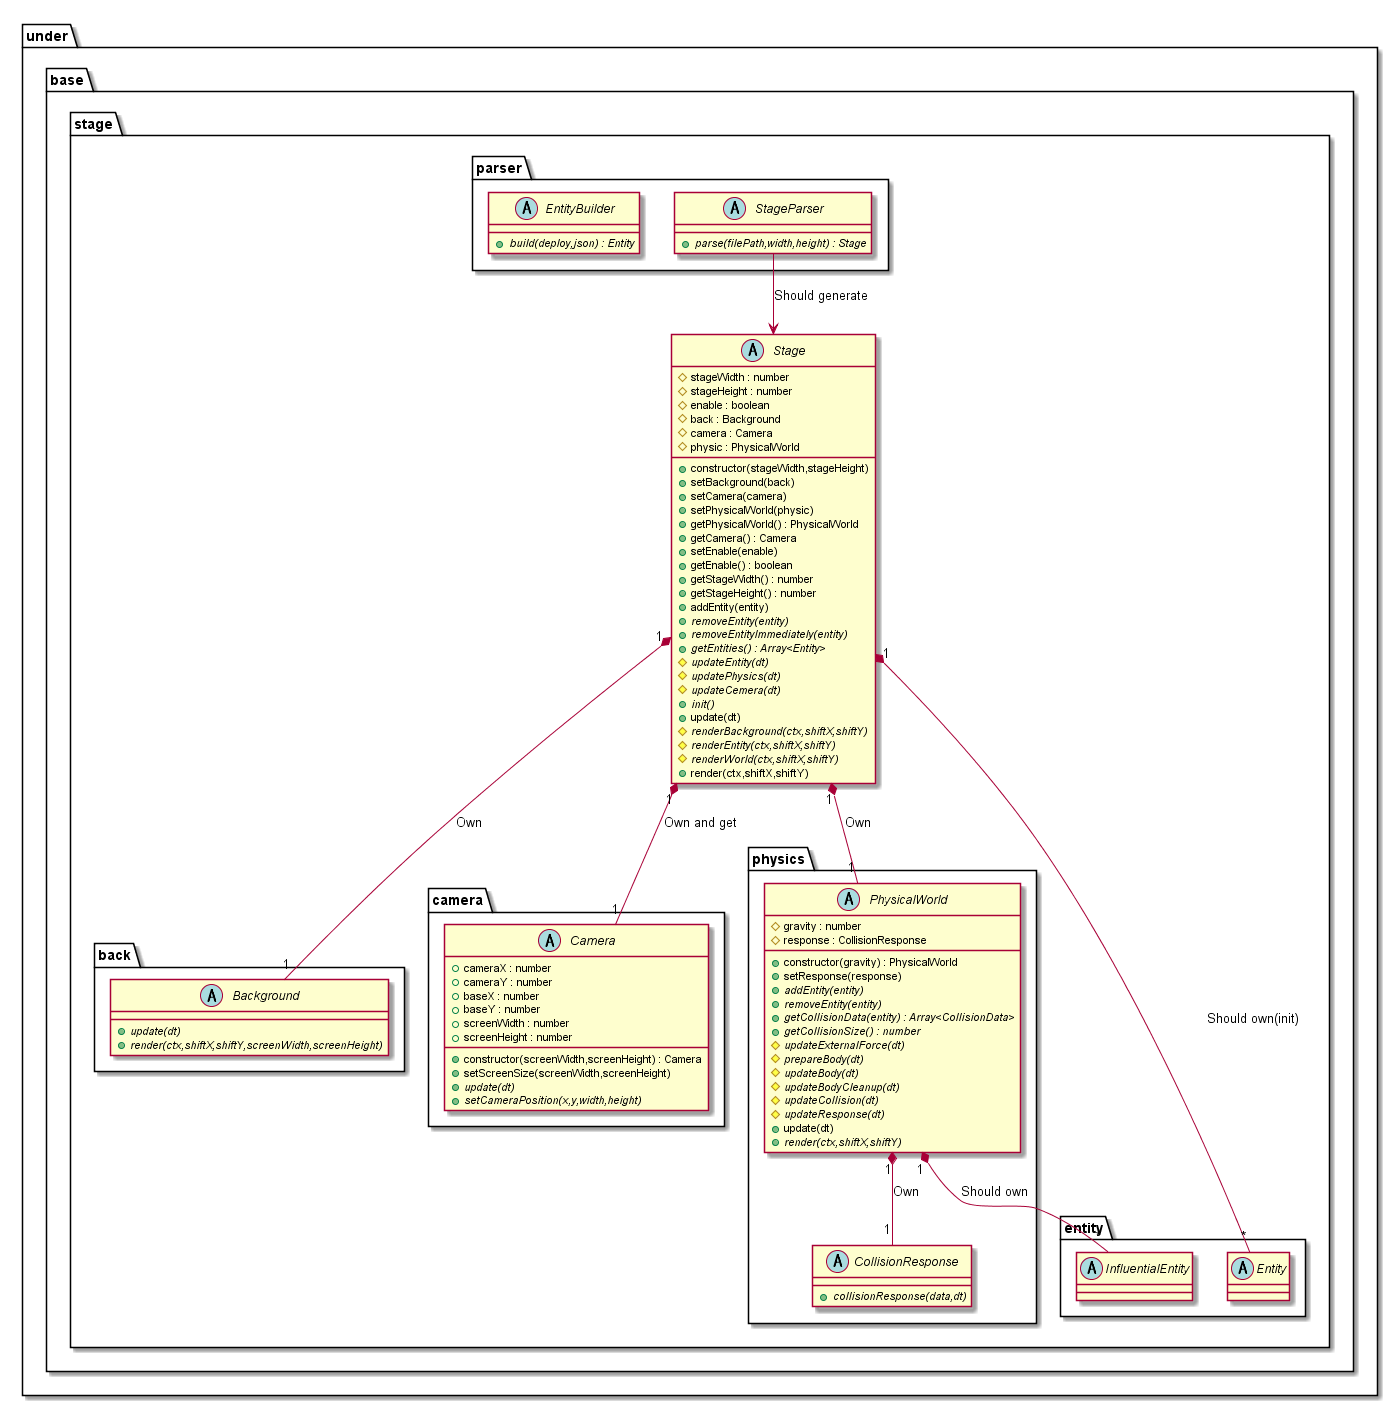 under
base
stage
parser
A EntityBuilder
build(deploy,json) : Entity
A StageParser
parse(filePath,width,height) : Stage
Should generate
A Stage
stageWidth : number
stageHeight : number
enable : boolean
back : Background
camera : Camera
physic : PhysicalWorld
constructor(stageWidth,stageHeight)
setBackground(back)
setCamera(camera)
setPhysicalWorld(physic)
getPhysicalWorld() : PhysicalWorld
getCamera() : Camera
setEnable(enable)
getEnable() : boolean
getStageWidth() : number
getStageHeight() : number
addEntity(entity)
removeEntity(entity)
removeEntityImmediately(entity)
getEntities() : Array<Entity>
updateEntity(dt)
updatePhysics(dt)
updateCemera(dt)
init()
update(dt)
renderBackground(ctx,shiftX,shiftY)
renderEntity(ctx,shiftX,shiftY)
renderWorld(ctx,shiftX,shiftY)
render(ctx,shiftX,shiftY)
1
1
1
1
Own
Own and get
Own
Should own(init)
back
1
A Background
update(dt)
render(ctx,shiftX,shiftY,screenWidth,screenHeight)
camera
1
A Camera
cameraX : number
cameraY : number
baseX : number
baseY : number
screenWidth : number
screenHeight : number
constructor(screenWidth,screenHeight) : Camera
setScreenSize(screenWidth,screenHeight)
update(dt)
setCameraPosition(x,y,width,height)
physics
1
A PhysicalWorld
gravity : number
response : CollisionResponse
constructor(gravity) : PhysicalWorld
setResponse(response)
addEntity(entity)
removeEntity(entity)
getCollisionData(entity) : Array<CollisionData>
getCollisionSize() : number
updateExternalForce(dt)
prepareBody(dt)
updateBody(dt)
updateBodyCleanup(dt)
updateCollision(dt)
updateResponse(dt)
update(dt)
render(ctx,shiftX,shiftY)
1
1
Own
Should own
1
A CollisionResponse
collisionResponse(data,dt)
entity
*
A InfluentialEntity
A Entity